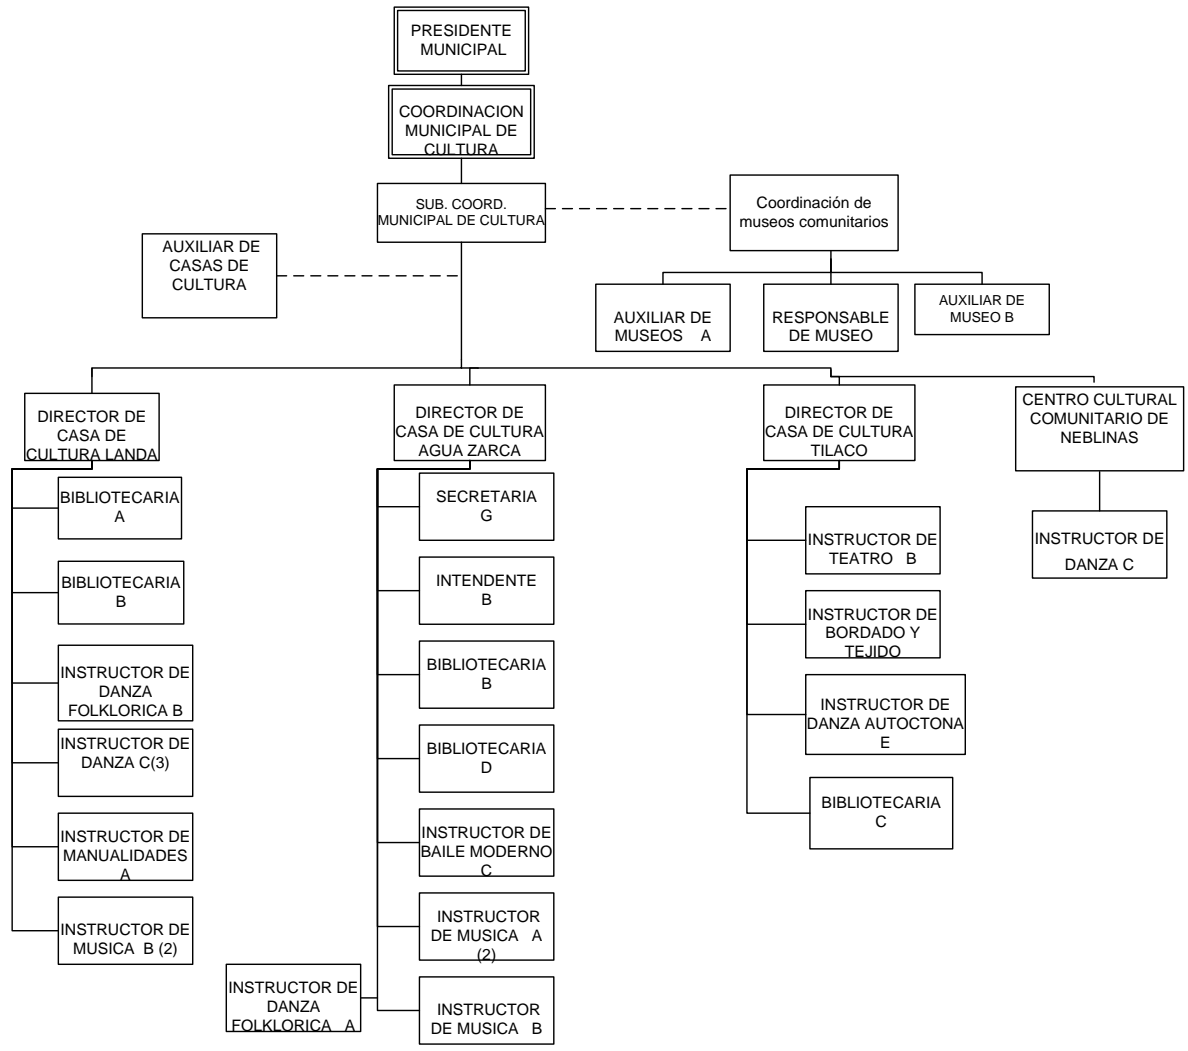 PRESIDENTE
MUNICIPAL
COORDINACION
MUNICIPAL DE
CULTURA
SUB. COORD.
MUNICIPAL DE CULTURA
Coordinación de
museos comunitarios
AUXILIAR DE
CASAS DE
CULTURA
AUXILIAR DE
MUSEOS A
RESPONSABLE
DE MUSEO
AUXILIAR DE
MUSEO B
DIRECTOR DE
CASA DE
CULTURA LANDA
BIBLIOTECARIA
A
BIBLIOTECARIA
B
INSTRUCTOR DE
DANZA
FOLKLORICA B
INSTRUCTOR DE
DANZA C(3)
INSTRUCTOR DE
MANUALIDADES
A
INSTRUCTOR DE
MUSICA B (2)
DIRECTOR DE
CASA DE CULTURA
AGUA ZARCA
SECRETARIA
G
INTENDENTE
B
BIBLIOTECARIA
B
BIBLIOTECARIA
D
INSTRUCTOR DE
BAILE MODERNO
C
INSTRUCTOR
DE MUSICA A
(2)
INSTRUCTOR DE
DANZA
FOLKLORICA A
INSTRUCTOR
DE MUSICA B
DIRECTOR DE
CASA DE CULTURA
TILACO
INSTRUCTOR DE
TEATRO B
INSTRUCTOR DE
BORDADO Y
TEJIDO
INSTRUCTOR DE
DANZA AUTOCTONA
E
BIBLIOTECARIA
C
CENTRO CULTURAL
COMUNITARIO DE
NEBLINAS
INSTRUCTOR DE
DANZA C